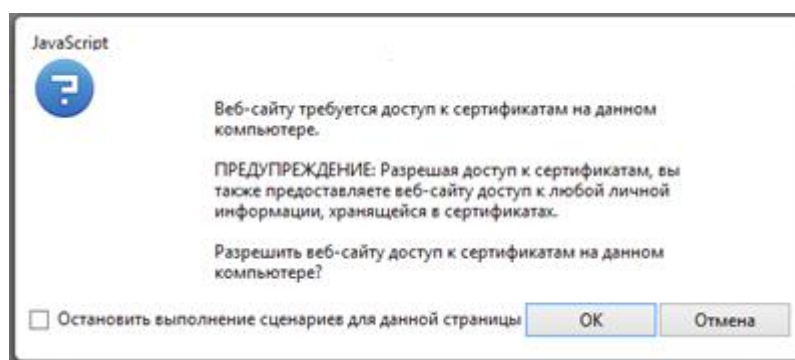 JavaScript
Веб-сайту требуется доступ к сертификатам на данном
компьютере.
ПРЕДУПРЕЖДЕНИЕ: Разрешая доступ к сертификатам, вы
также предоставляете веб-сайту доступ к любой личной
информации, хранящейся в сертификатах.
Разрешить веб-сайту доступ к сертификатам на данном
компьютере?
Остановить выполнение сценариев для данной страницы
ОК
Отмена